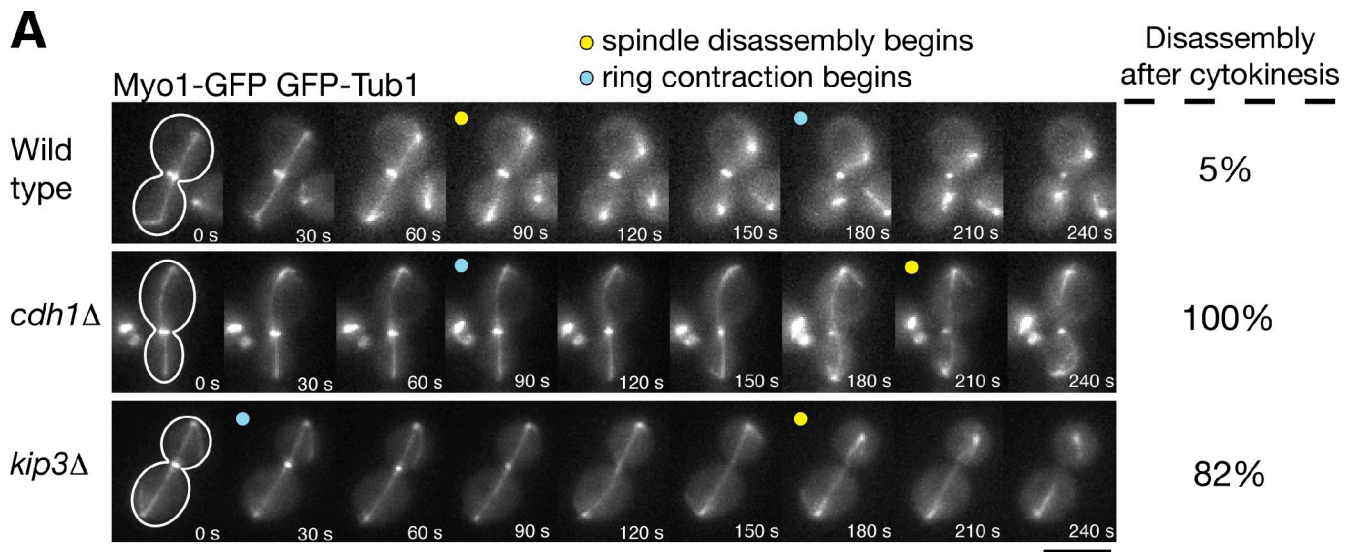 A
spindle disassembly begins
ring contraction begins
Disassembly
after cytokinesis
Myo1-GFP GFP-Tub1
Wild
type
0 s 30 s 60 s 90 s 120 s 150 s 180 s 210 s 240 s
5%
cdh1Δ
0 s 30 s 60 s 90 s 120 s 150 s 180 s 210 s 240 s
100%
kip3Δ
0 s 30 s 60 s 90 s 120 s 150 s 180 s 210 s 240 s
82%